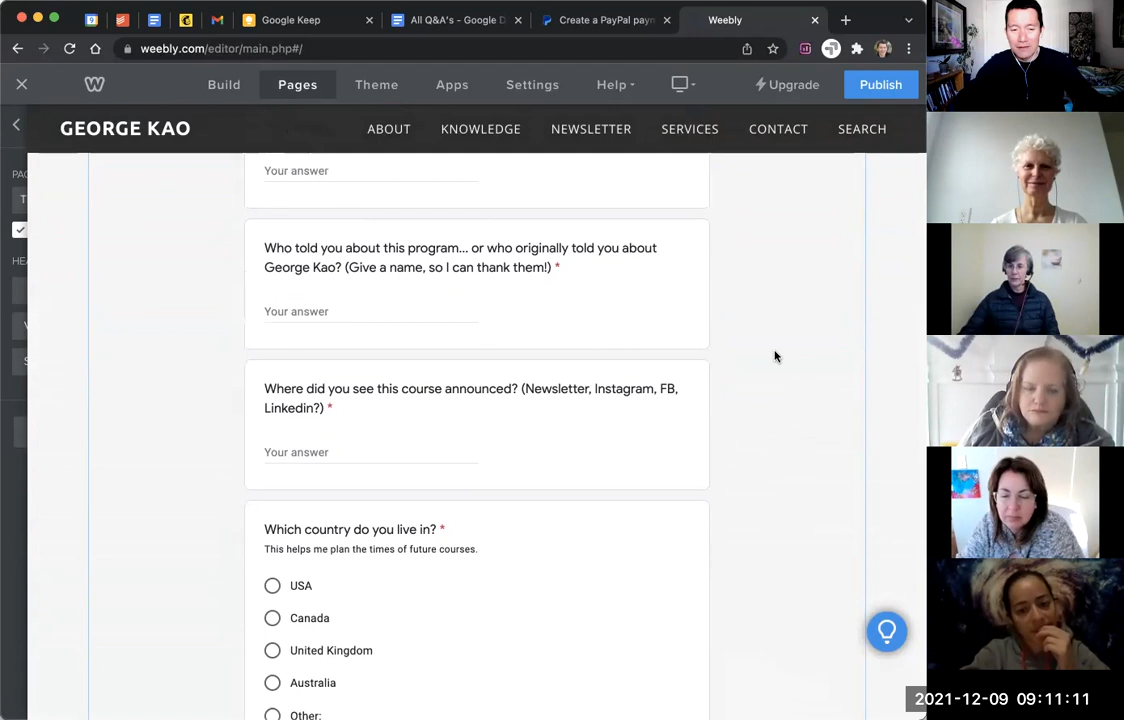 Google Keep
All Q&A's - Google D
Create a PayPal paym
Weebly
weebly.com/editor/main.php#/
Build
Pages
Theme
Apps
Settings
Help
Upgrade
Publish
GEORGE KAO
ABOUT
KNOWLEDGE
NEWSLETTER
SERVICES
CONTACT
SEARCH
Your answer
Who told you about this program... or who originally told you about
George Kao? (Give a name, so I can thank them!) *
Your answer
Where did you see this course announced? (Newsletter, Instagram, FB,
Linkedin?) *
Your answer
Which country do you live in? *
This helps me plan the times of future courses.
USA
Canada
United Kingdom
Australia
Other:
2021-12-09 09:11:11